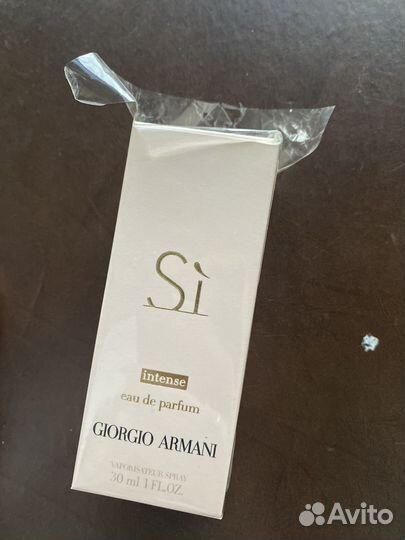 Sì
intense
eau de parfum
GIORGIO ARMANI
VAPORISATEUR SPRAY
30 ml 1 FL.OZ.
Avito